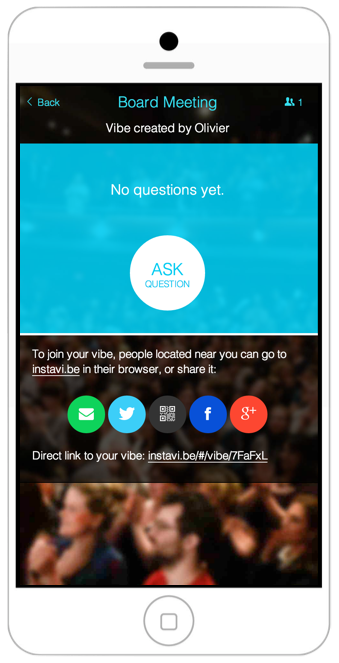 Back Board Meeting 1
Vibe created by Olivier
No questions yet.
ASK
QUESTION
To join your vibe, people located near you can go to
instavi.be in their browser, or share it:
f g+
Direct link to your vibe: instavi.be/#/vibe/7FaFxL